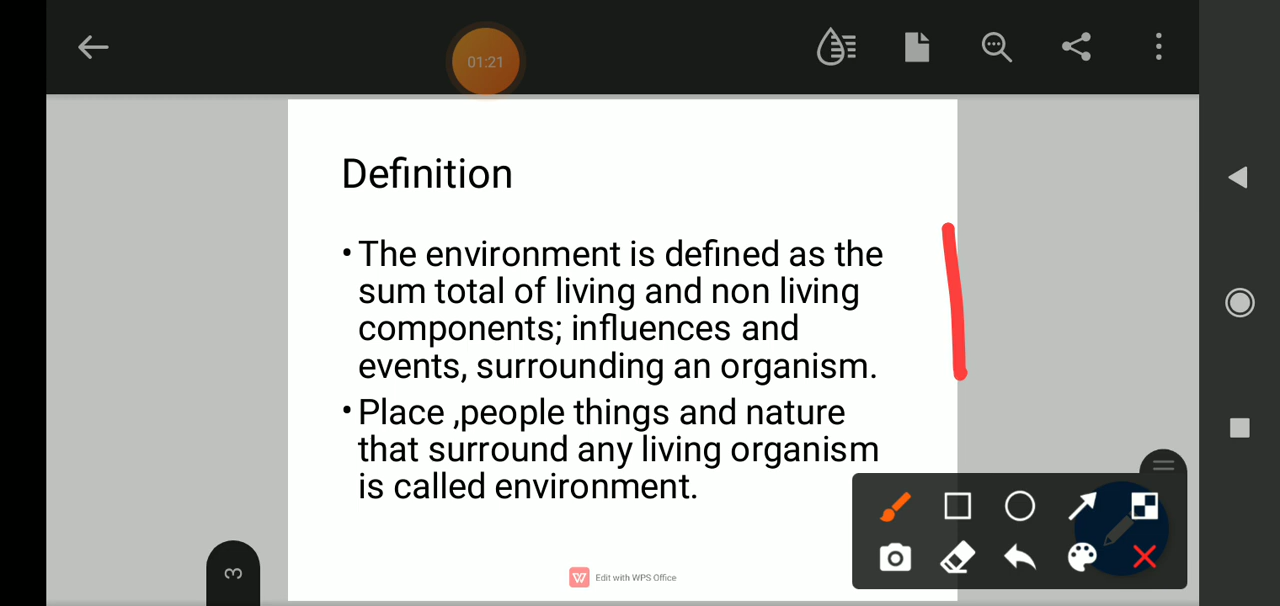 01:21
Definition
• The environment is defined as the
sum total of living and non living
components; influences and
events, surrounding an organism.
• Place ,people things and nature
that surround any living organism
is called environment.
3
W Edit with WPS Office